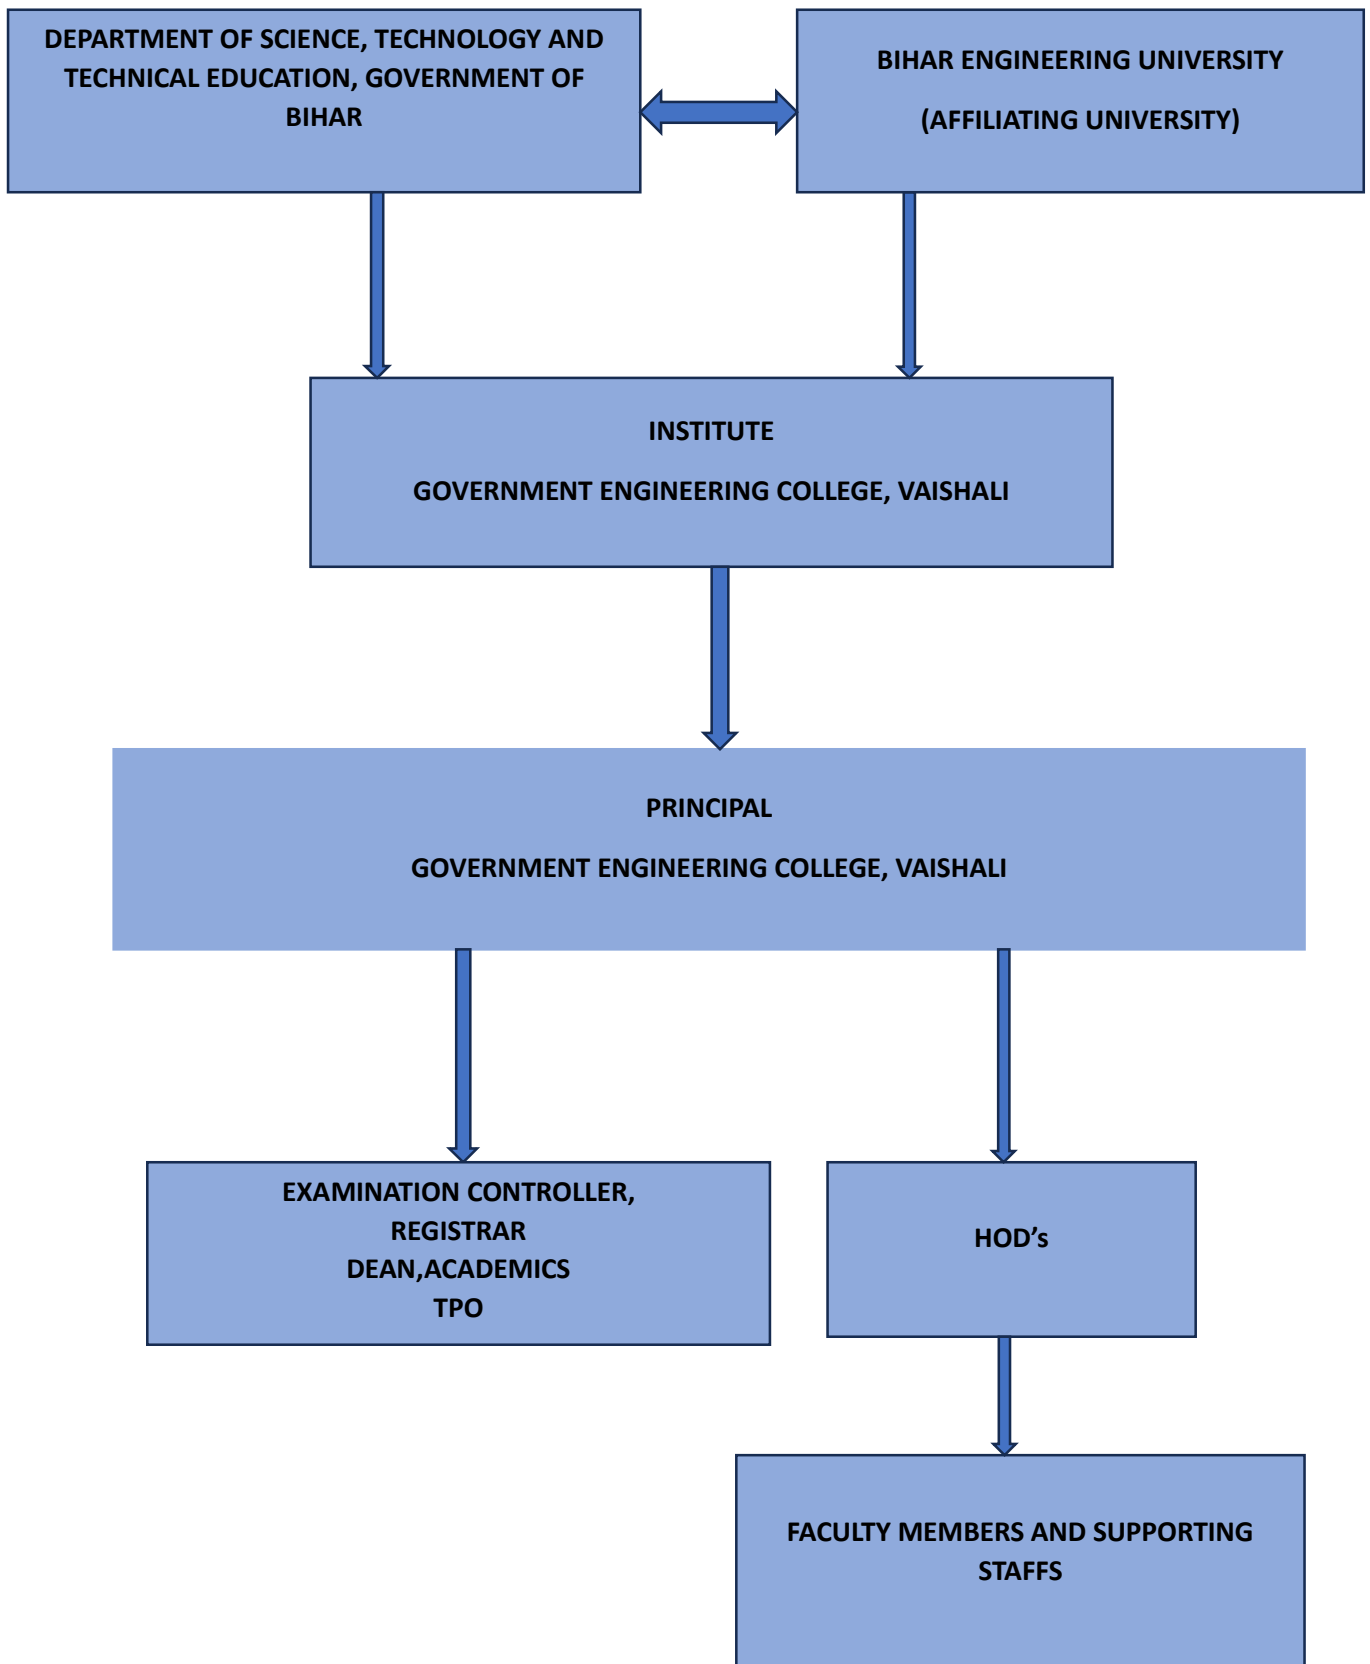 DEPARTMENT OF SCIENCE, TECHNOLOGY AND
TECHNICAL EDUCATION, GOVERNMENT OF
BIHAR
BIHAR ENGINEERING UNIVERSITY
(AFFILIATING UNIVERSITY)
INSTITUTE
GOVERNMENT ENGINEERING COLLEGE, VAISHALI
PRINCIPAL
GOVERNMENT ENGINEERING COLLEGE, VAISHALI
EXAMINATION CONTROLLER,
REGISTRAR
DEAN,ACADEMICS
TPO
HOD’s
FACULTY MEMBERS AND SUPPORTING
STAFFS